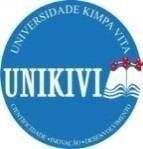 UNIVERSIDADE KIMPA VITA
UNIKIVI
CIENTIFICIDADE • INOVAÇÃO • DESENVOLVIMENTO